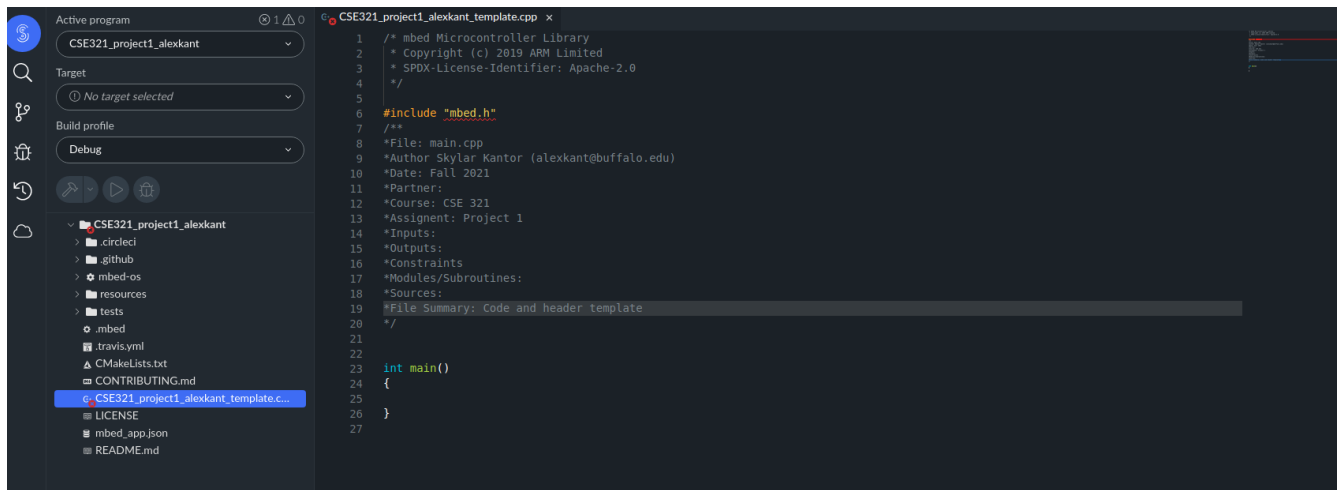 Active program
1 0
CSE321_project1_alexkant
Target
No target selected
Build profile
Debug
CSE321_project1_alexkant
.circleci
.github
mbed-os
resources
tests
.mbed
.travis.yml
CMakeLists.txt
CONTRIBUTING.md
CSE321_project1_alexkant_template.c...
LICENSE
mbed_app.json
README.md
CSE321_project1_alexkant_template.cpp ×
1 /* mbed Microcontroller Library
2 * Copyright (c) 2019 ARM Limited
3 * SPDX-License-Identifier: Apache-2.0
4 */
5
6 #include "mbed.h"
7 /**
8 *File: main.cpp
9 *Author Skylar Kantor (alexkant@buffalo.edu)
10 *Date: Fall 2021
11 *Partner:
12 *Course: CSE 321
13 *Assignent: Project 1
14 *Inputs:
15 *Outputs:
16 *Constraints
17 *Modules/Subroutines:
18 *Sources:
19 *File Summary: Code and header template
20 */
21
22
23 int main()
24 {
25
26 }
27